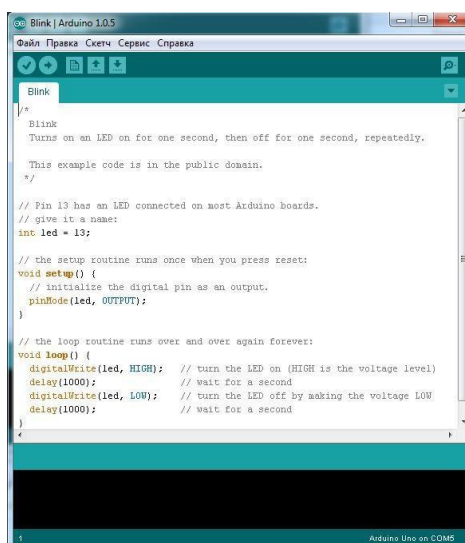 Blink | Arduino 1.0.5
Файл Правка Скетч Сервис Справка
Blink
/*
  Blink
  Turns on an LED on for one second, then off for one second, repeatedly.

  This example code is in the public domain.
 */

// Pin 13 has an LED connected on most Arduino boards.
// give it a name:
int led = 13;

// the setup routine runs once when you press reset:
void setup() {
  // initialize the digital pin as an output.
  pinMode(led, OUTPUT);
}

// the loop routine runs over and over again forever:
void loop() {
  digitalWrite(led, HIGH);   // turn the LED on (HIGH is the voltage level)
  delay(1000);               // wait for a second
  digitalWrite(led, LOW);    // turn the LED off by making the voltage LOW
  delay(1000);               // wait for a second
}
1 Arduino Uno on COM5